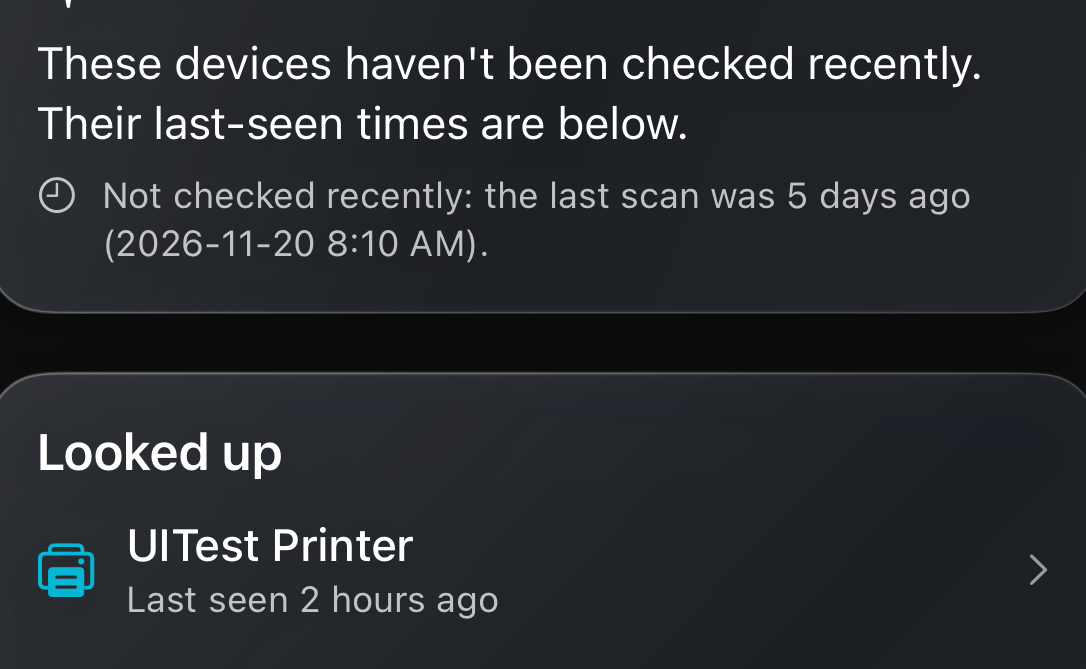 These devices haven't been checked recently.
Their last-seen times are below.
Not checked recently: the last scan was 5 days ago
(2026-11-20 8:10 AM).
Looked up
UITest Printer
Last seen 2 hours ago